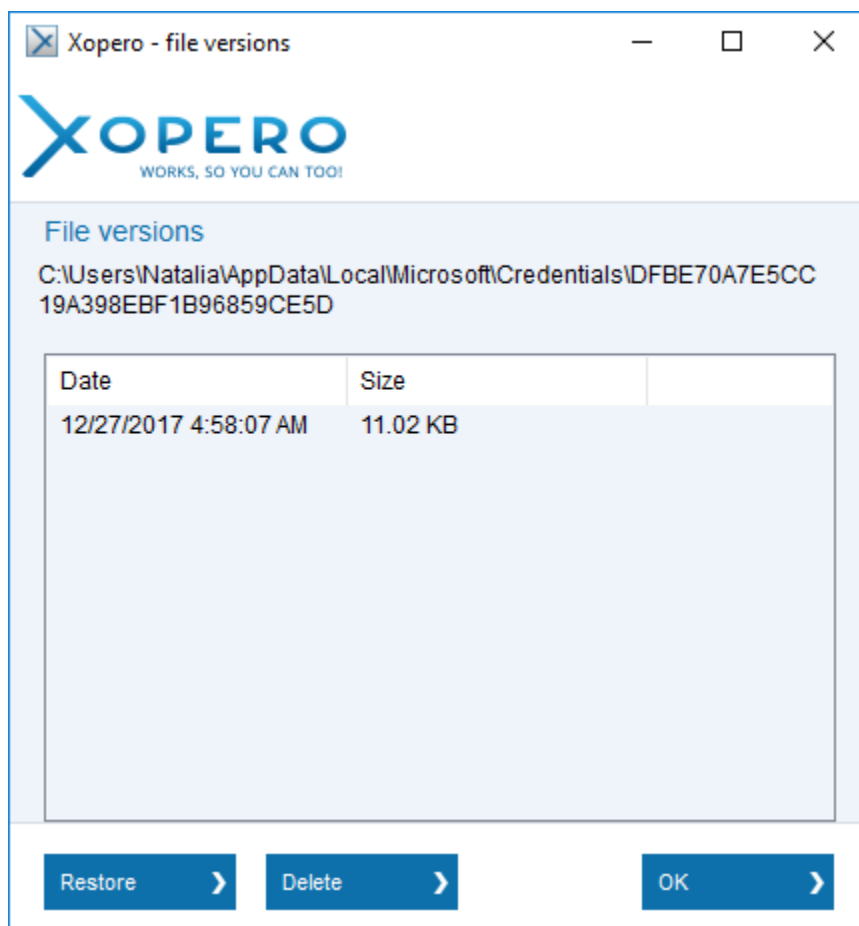 Xopero - file versions
XOPERO
WORKS, SO YOU CAN TOO!
File versions
C:\Users\Natalia\AppData\Local\Microsoft\Credentials\DFBE70A7E5CC
19A398EBF1B96859CE5D
Date Size
12/27/2017 4:58:07 AM 11.02 KB
Restore Delete OK